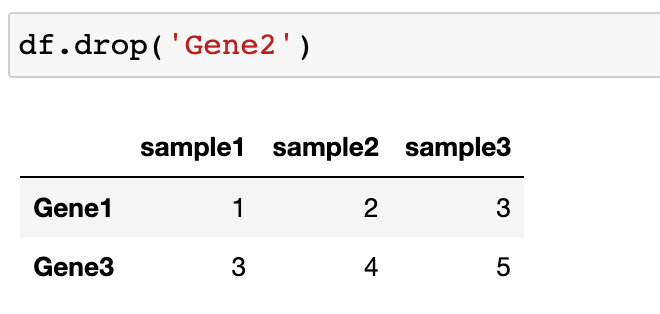 df.drop('Gene2')
sample1 sample2 sample3
Gene1 1 2 3
Gene3 3 4 5